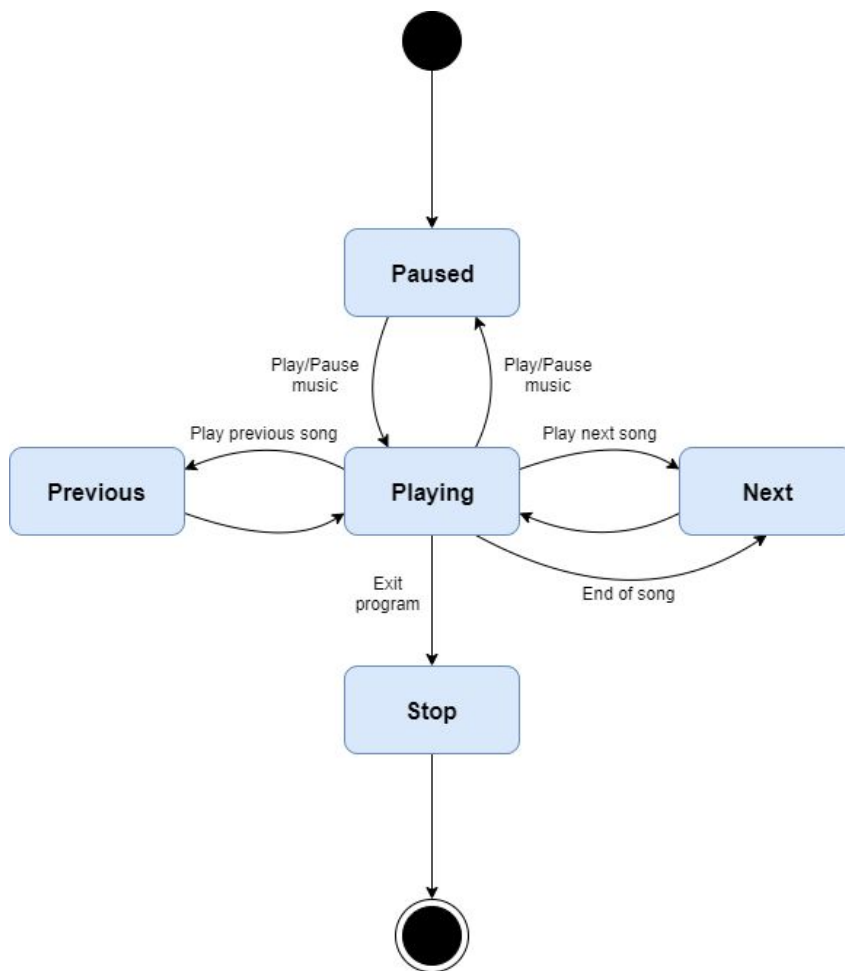 Paused
Play/Pause
music
Play/Pause
music
Play previous song
Play next song
Previous
Playing
Next
Exit
program
End of song
Stop